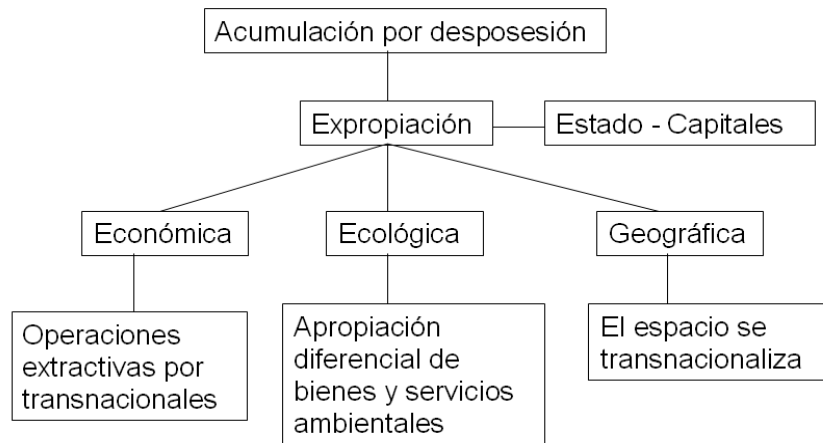 Acumulación por desposesión
Expropiación
Estado - Capitales
Económica
Ecológica
Geográfica
Operaciones
extractivas por
transnacionales
Apropiación
diferencial de
bienes y servicios
ambientales
El espacio se
transnacionaliza